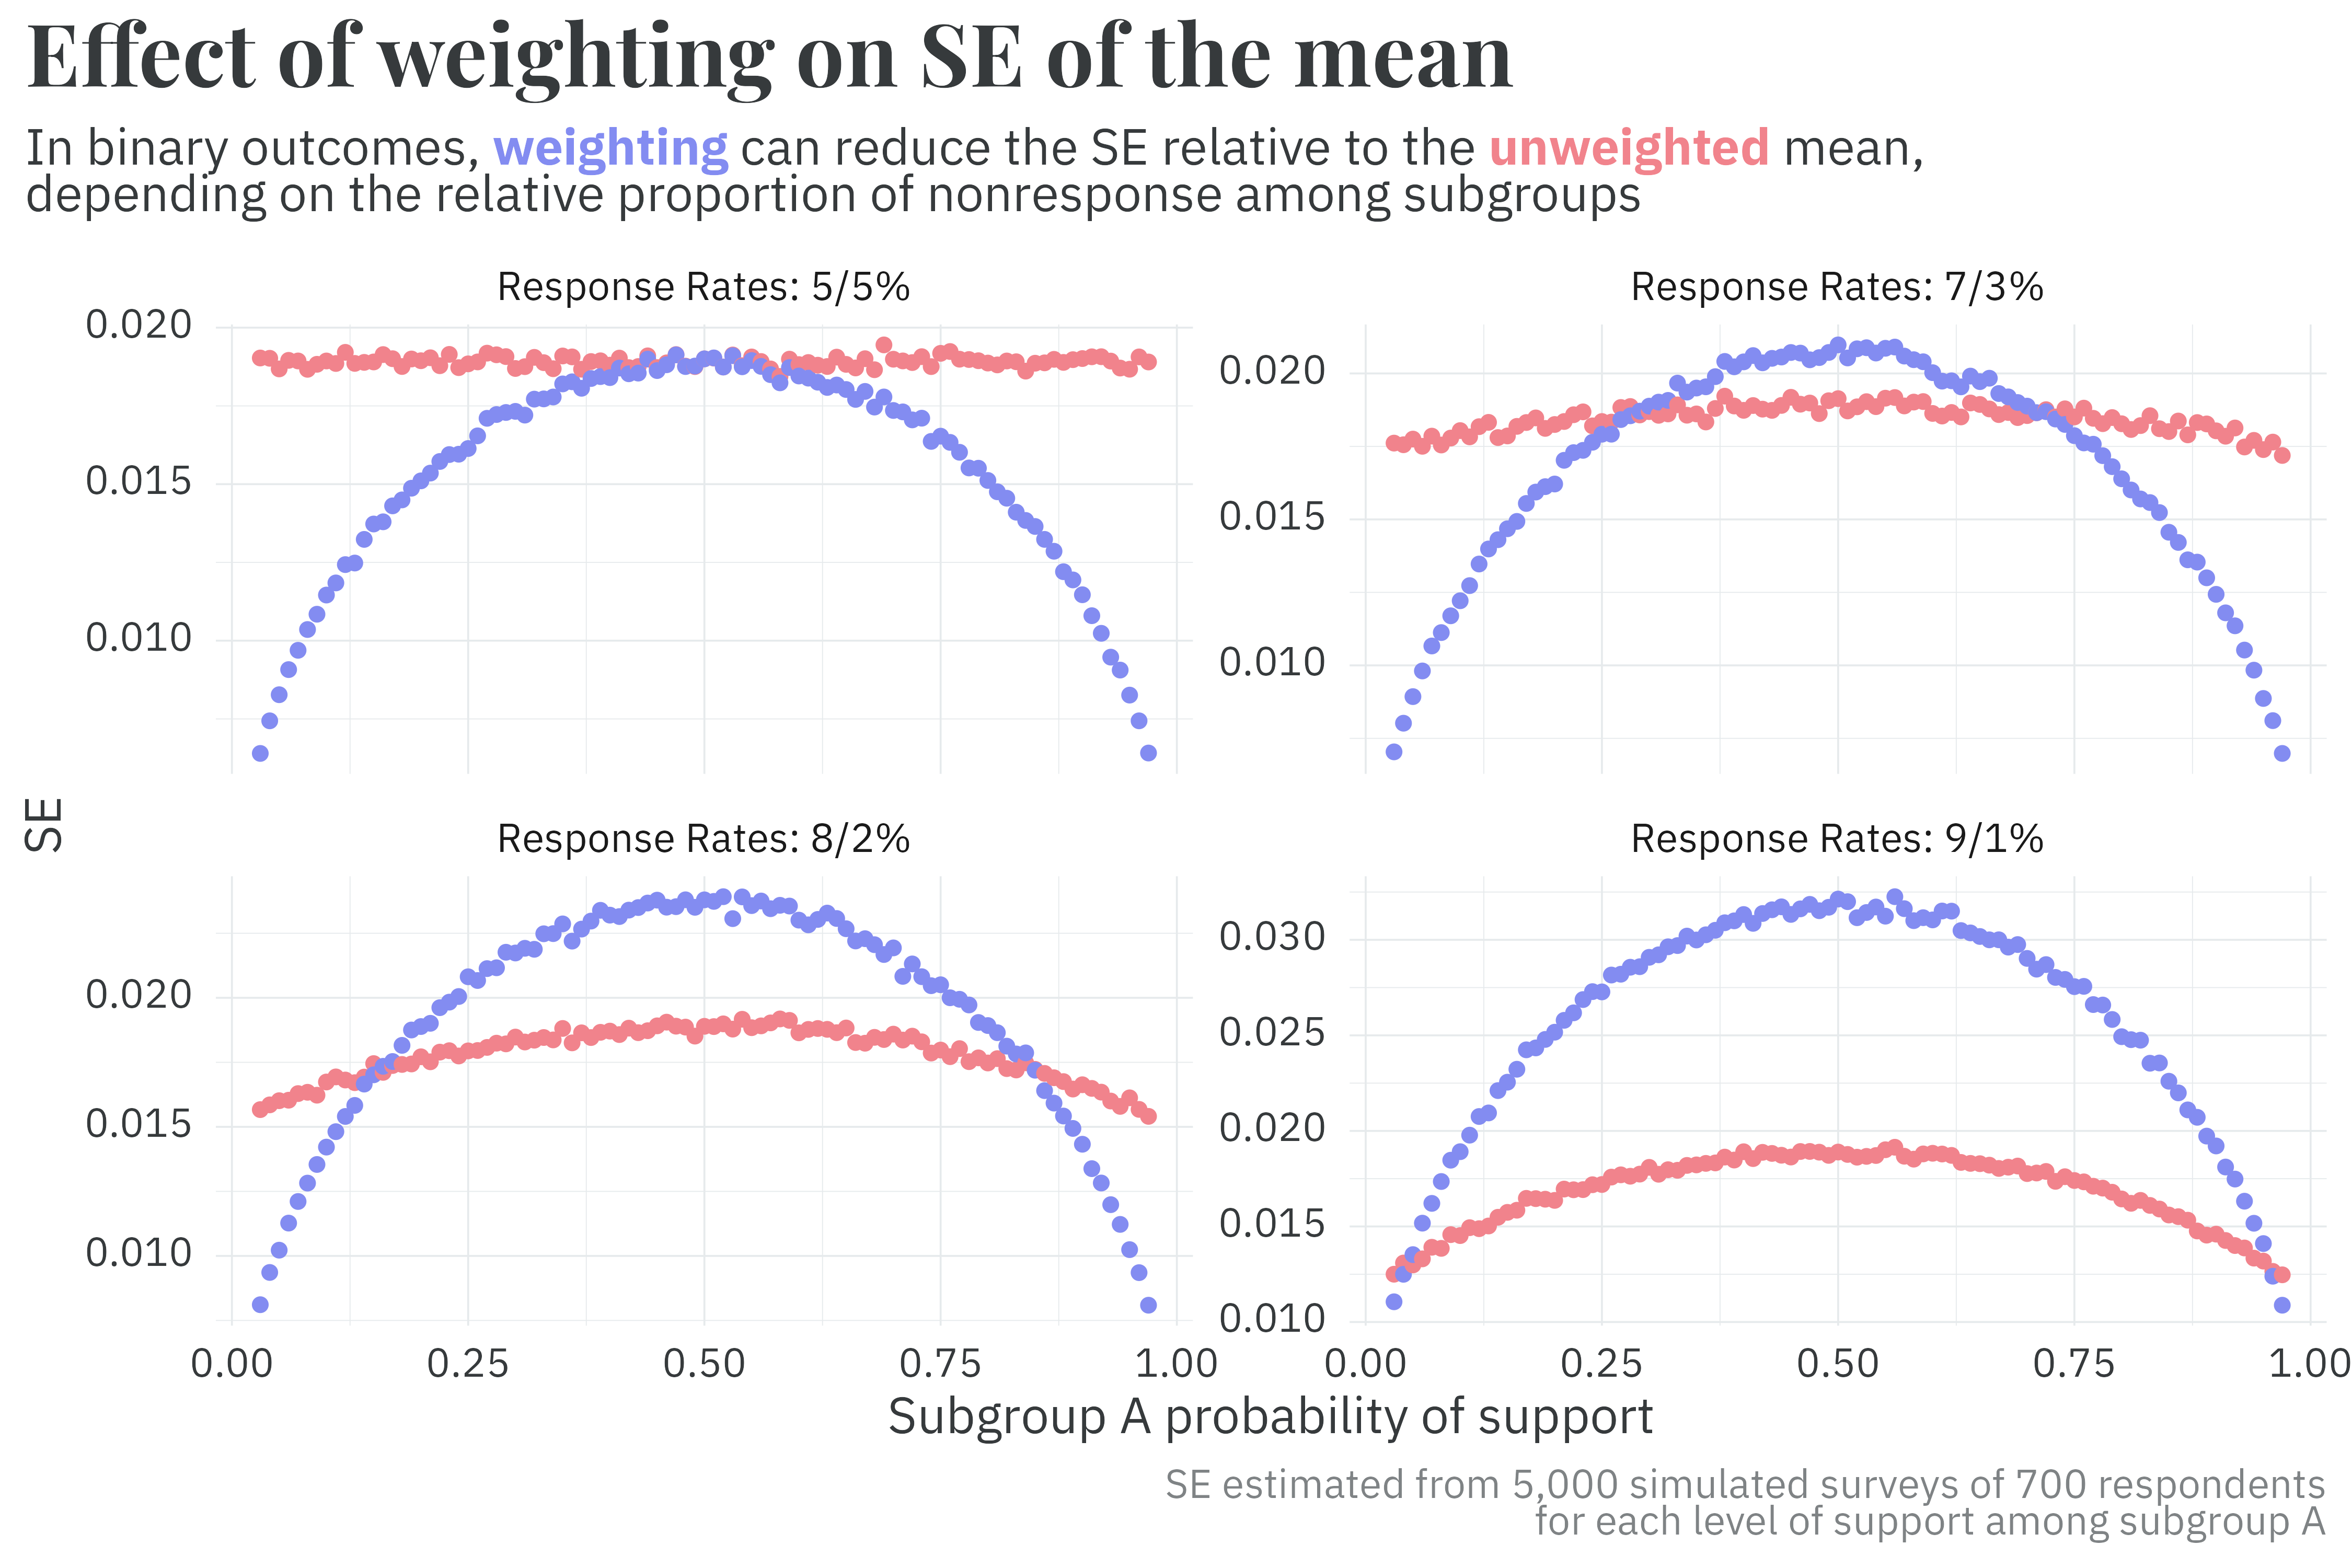 Effect of weighting on SE of the mean
In binary outcomes, weighting can reduce the SE relative to the unweighted mean,
depending on the relative proportion of nonresponse among subgroups
Response Rates: 5/5%
0.020
0.015
0.010
Response Rates: 7/3%
0.020
0.015
0.010
SE
Response Rates: 8/2%
0.020
0.015
0.010
0.00 0.25 0.50 0.75 1.00
Response Rates: 9/1%
0.030
0.025
0.020
0.015
0.010
0.00 0.25 0.50 0.75 1.00
Subgroup A probability of support
SE estimated from 5,000 simulated surveys of 700 respondents
for each level of support among subgroup A